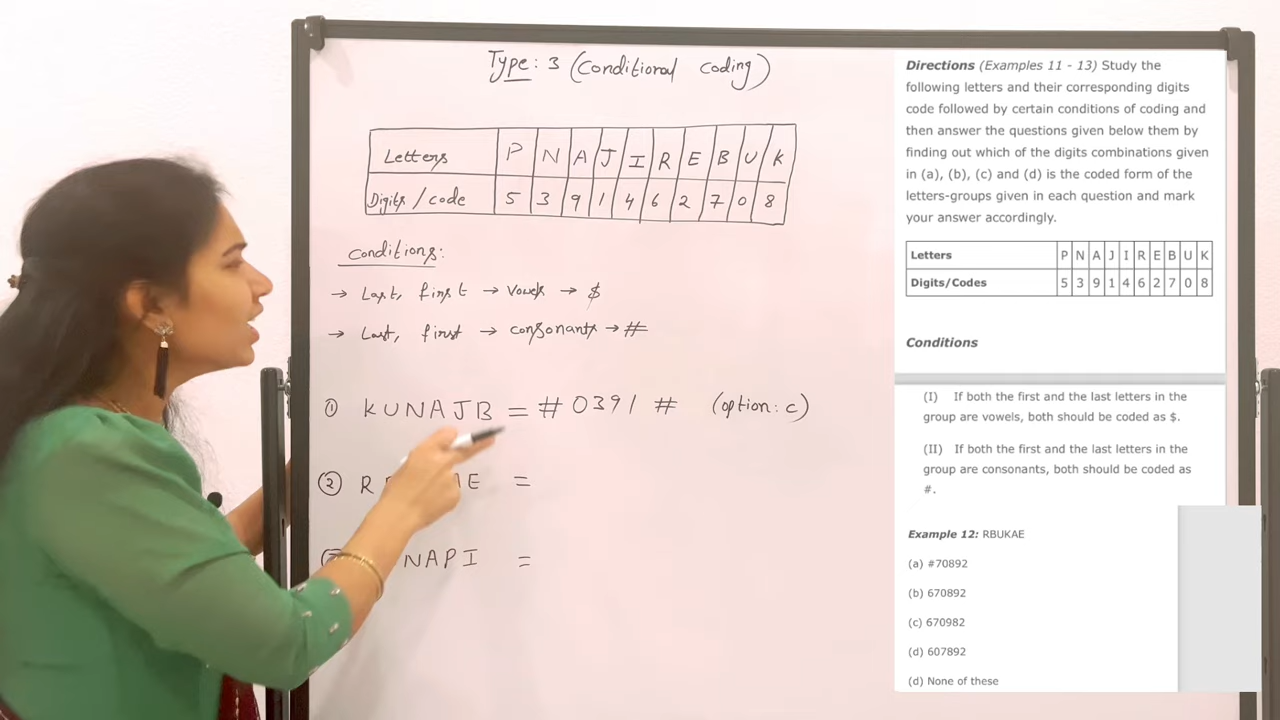 Type: 3 (Conditional coding)
Letters P N A J I R E B U K
Digits/code 5 3 9 1 4 6 2 7 0 8
Conditions:
→ Last, first → vowels → $
→ Last, first → consonants → #
① KUNAJB = #0391 # (option: c)
② R AE =
NAPI =
Directions (Examples 11 - 13) Study the
following letters and their corresponding digits
code followed by certain conditions of coding and
then answer the questions given below them by
finding out which of the digits combinations given
in (a), (b), (c) and (d) is the coded form of the
letters-groups given in each question and mark
your answer accordingly.
Letters P N A J I R E B U K
Digits/Codes 5 3 9 1 4 6 2 7 0 8
Conditions
(I) If both the first and the last letters in the
group are vowels, both should be coded as $.
(II) If both the first and the last letters in the
group are consonants, both should be coded as
#.
Example 12: RBUKAE
(a) #70892
(b) 670892
(c) 670982
(d) 607892
(d) None of these